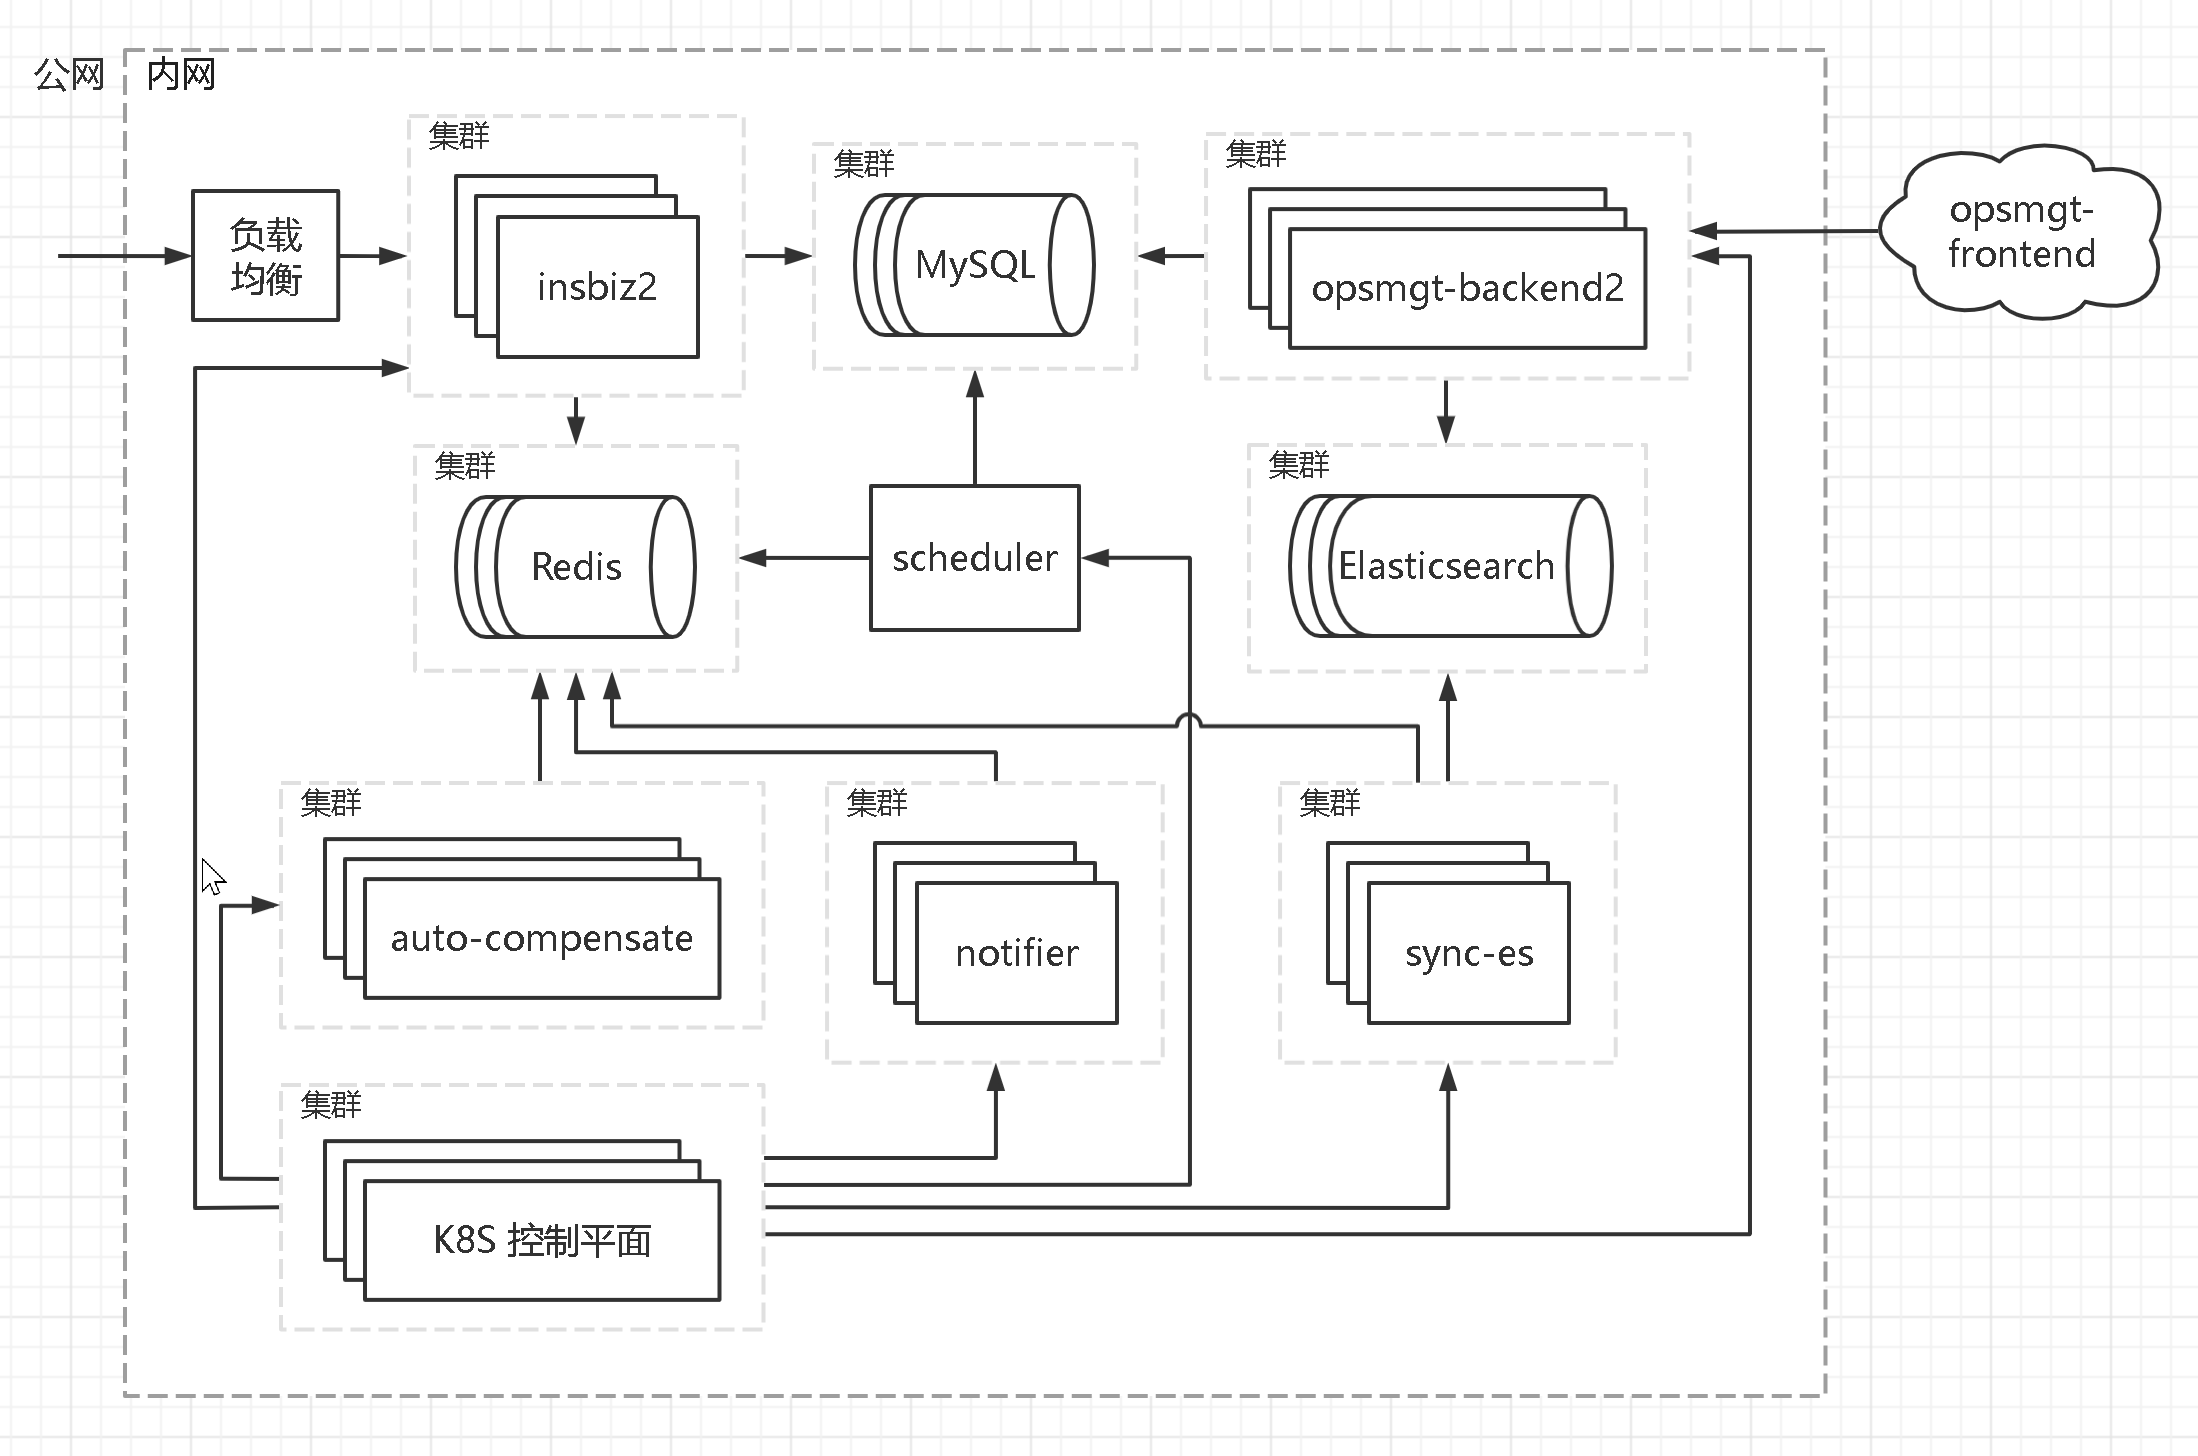 公网
内网
集群
负载
均衡
insbiz2
集群
MySQL
集群
opsmgt-backend2
opsmgt-
frontend
集群
Redis
scheduler
集群
Elasticsearch
集群
auto-compensate
集群
notifier
集群
sync-es
集群
K8S 控制平面